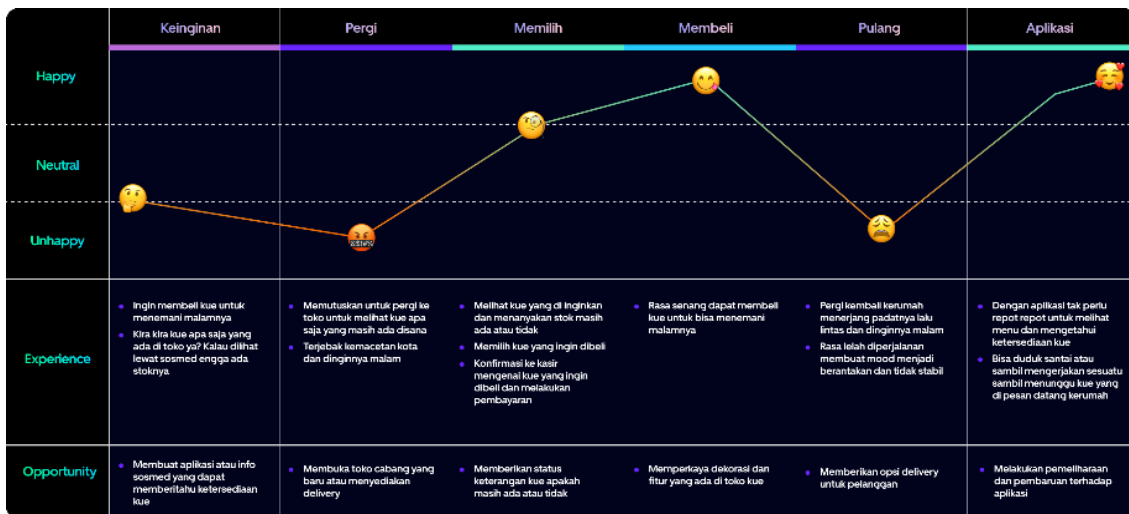 Keinginan
Pergi
Memilih
Membeli
Pulang
Aplikasi
Happy
Neutral
Unhappy
Experience
Ingin membeli kue untuk
menemani malamnya
Kira kira kue apa saja yang
ada di toko ya? Kalau dilihat
lewat sosmed engga ada
stoknya
Memutuskan untuk pergi ke
toko untuk melihat kue apa
saja yang masih ada disana
Terjebak kemacetan kota
dan dinginnya malam
Melihat kue yang di inginkan
dan menanyakan stok masih
ada atau tidak
Memilih kue yang ingin dibeli
Konfirmasi ke kasir
mengenai kue yang ingin
dibeli dan melakukan
pembayaran
Rasa senang dapat membeli
kue untuk bisa menemani
malamnya
Pergi kembali kerumah
menerjang padatnya lalu
lintas dan dinginnya malam
Rasa lelah diperjalanan
membuat mood menjadi
berantakan dan tidak stabil
Dengan aplikasi tak perlu
repot repot untuk melihat
menu dan mengetahui
ketersediaan kue
Bisa duduk santai atau
sambil mengerjakan sesuatu
sambil menunggu kue yang
di pesan datang kerumah
Opportunity
Membuat aplikasi atau info
sosmed yang dapat
memberitahu ketersediaan
kue
Membuka toko cabang yang
baru atau menyediakan
delivery
Memberikan status
keterangan kue apakah
masih ada atau tidak
Memperkaya dekorasi dan
fitur yang ada di toko kue
Memberikan opsi delivery
untuk pelanggan
Melakukan pemeliharaan
dan pembaruan terhadap
aplikasi